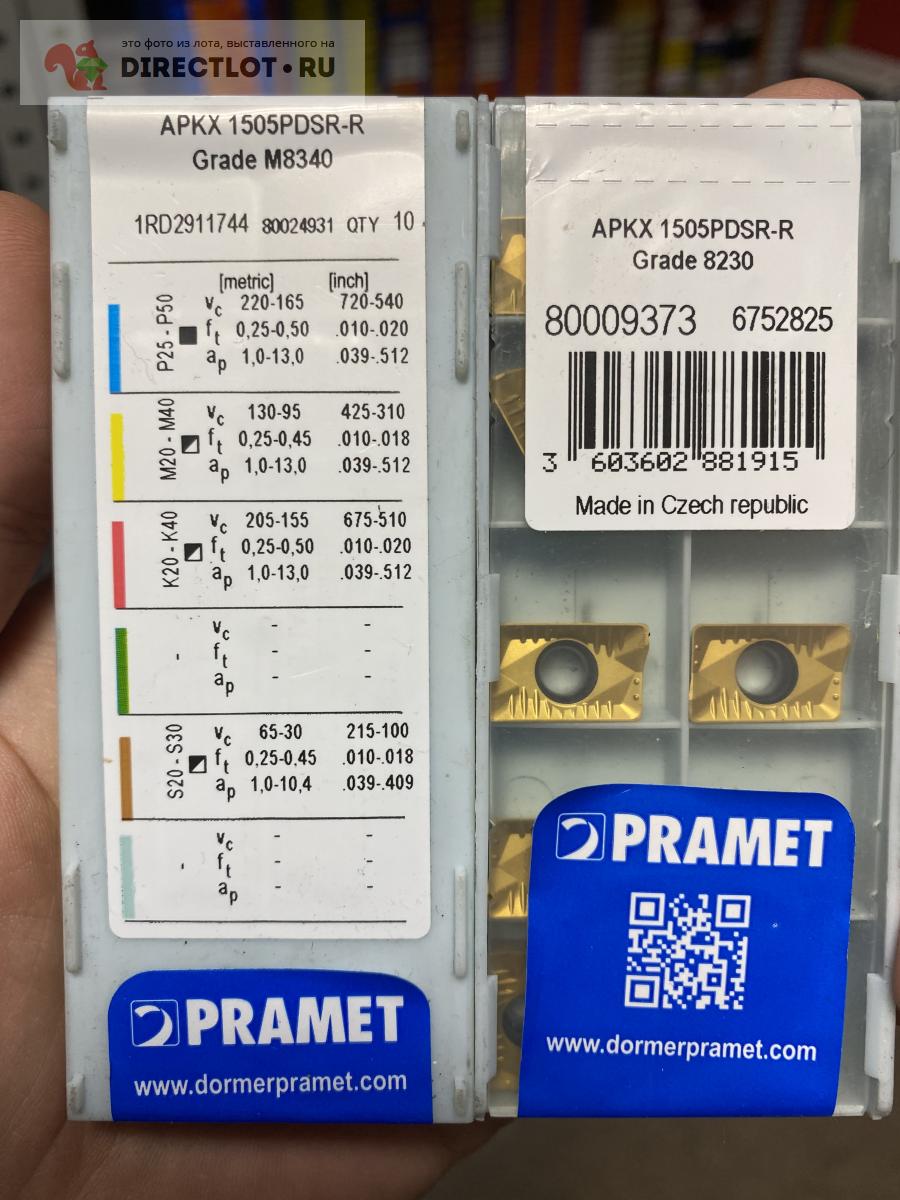 это фото из лота, выставленного на
DIRECTLOT•RU
APKX 1505PDSR-R
Grade M8340
1RD2911744 80024931 QTY 10
[metric] [inch]
P25 - P50
vc 220-165 720-540
ft 0,25-0,50 .010-.020
ap 1,0-13,0 .039-.512
M20 - M40
vc 130-95 425-310
ft 0,25-0,45 .010-.018
ap 1,0-13,0 .039-.512
K20 - K40
vc 205-155 675-510
ft 0,25-0,50 .010-.020
ap 1,0-13,0 .039-.512
vc - -
ft - -
ap - -
S20 - S30
vc 65-30 215-100
ft 0,25-0,45 .010-.018
ap 1,0-10,4 .039-.409
vc - -
ft - -
ap - -
PRAMET
www.dormerpramet.com
APKX 1505PDSR-R
Grade 8230
80009373 6752825
3 603602 881915
Made in Czech republic
PRAMET
www.dormerpramet.com